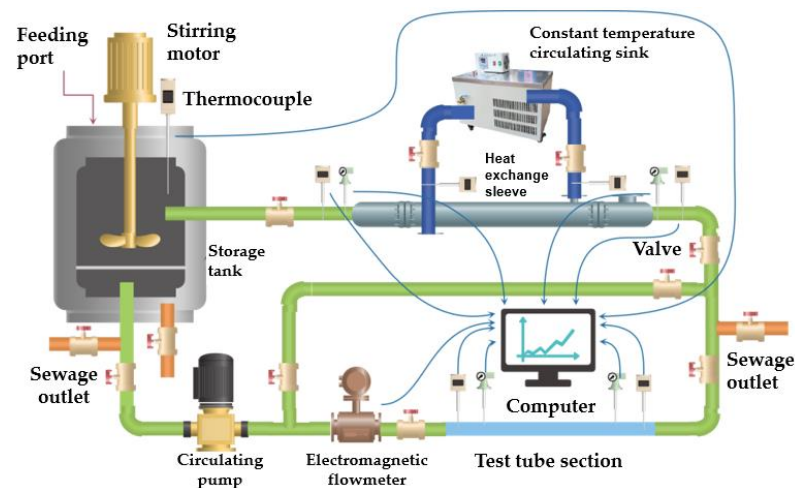 Feeding
port
Stirring
motor
Thermocouple
Constant temperature
circulating sink
Heat
exchange
sleeve
Storage
tank
Valve
Sewage
outlet
Computer
Sewage
outlet
Circulating
pump
Electromagnetic
flowmeter
Test tube section